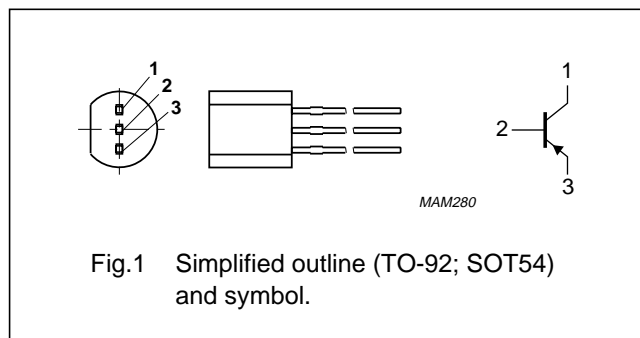 1
2
3
1
2
3
MAM280
Fig.1 Simplified outline (TO-92; SOT54)
and symbol.